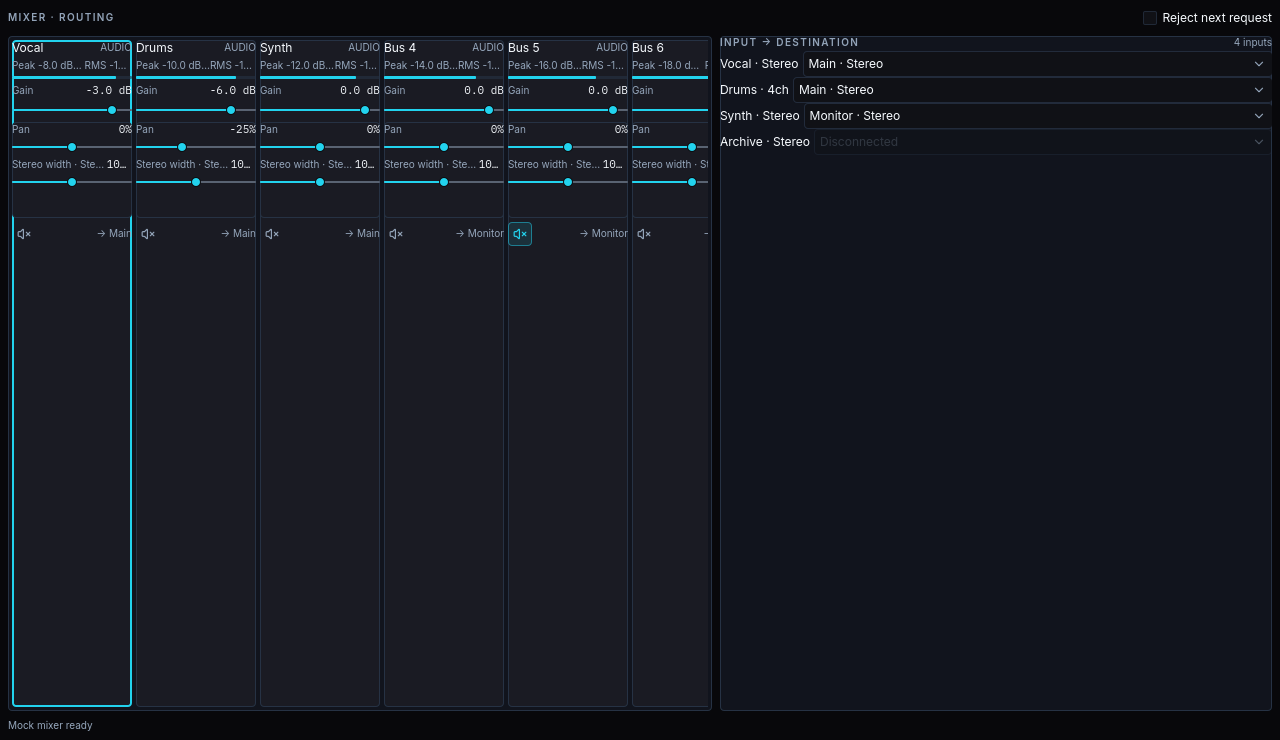 MIXER · ROUTING
Reject next request
Vocal AUDIO
Peak -8.0 dB... RMS -1...
Gain -3.0 dB
Pan 0%
Stereo width · Ste... 10...
→ Main
Drums AUDIO
Peak -10.0 dB... RMS -1...
Gain -6.0 dB
Pan -25%
Stereo width · Ste... 10...
→ Main
Synth AUDIO
Peak -12.0 dB... RMS -1...
Gain 0.0 dB
Pan 0%
Stereo width · Ste... 10...
→ Main
Bus 4 AUDIO
Peak -14.0 dB... RMS -1...
Gain 0.0 dB
Pan 0%
Stereo width · Ste... 10...
→ Monitor
Bus 5 AUDIO
Peak -16.0 dB... RMS -1...
Gain 0.0 dB
Pan 0%
Stereo width · Ste... 10...
→ Monitor
Bus 6
Peak -18.0 d...
Gain
Pan
Stereo width · St
INPUT → DESTINATION 4 inputs
Vocal · Stereo Main · Stereo
Drums · 4ch Main · Stereo
Synth · Stereo Monitor · Stereo
Archive · Stereo Disconnected
Mock mixer ready